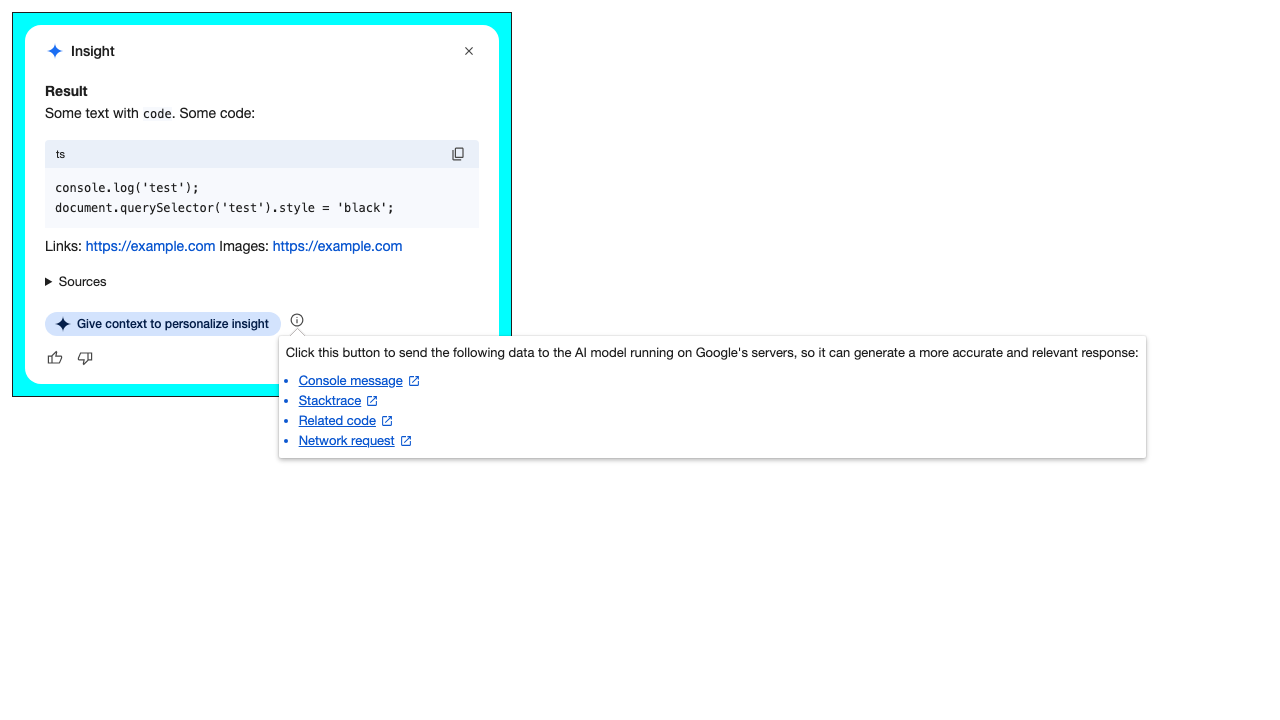 Insight
Result
Some text with code. Some code:
ts
console.log('test');
document.querySelector('test').style = 'black';
Links: https://example.com Images: https://example.com
Sources
Give context to personalize insight
Click this button to send the following data to the AI model running on Google's servers, so it can generate a more accurate and relevant response:
Console message
Stacktrace
Related code
Network request